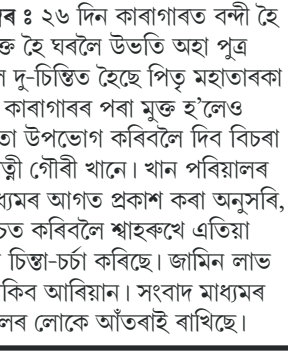 ৰ : ২৬ দিন কাৰাগাৰত বন্দী হৈ
ক্ত হৈ ঘৰলৈ উভতি অহা পুত্ৰ
দু-চিন্তিত হৈছে পিতৃ মহাতাৰকা
কাৰাগাৰৰ পৰা মুক্ত হ’লেও
তা উপভোগ কৰিবলৈ দিব বিচৰা
ত্নী গৌৰী খানে। খান পৰিয়ালৰ
ধ্যমৰ আগত প্ৰকাশ কৰা অনুসৰি,
চত কৰিবলৈ শ্বাহৰুখে এতিয়া
চিন্তা-চৰ্চা কৰিছে। জামিন লাভ
কিব আৰিয়ান। সংবাদ মাধ্যমৰ
লৰ লোকে আঁতৰাই ৰাখিছে।